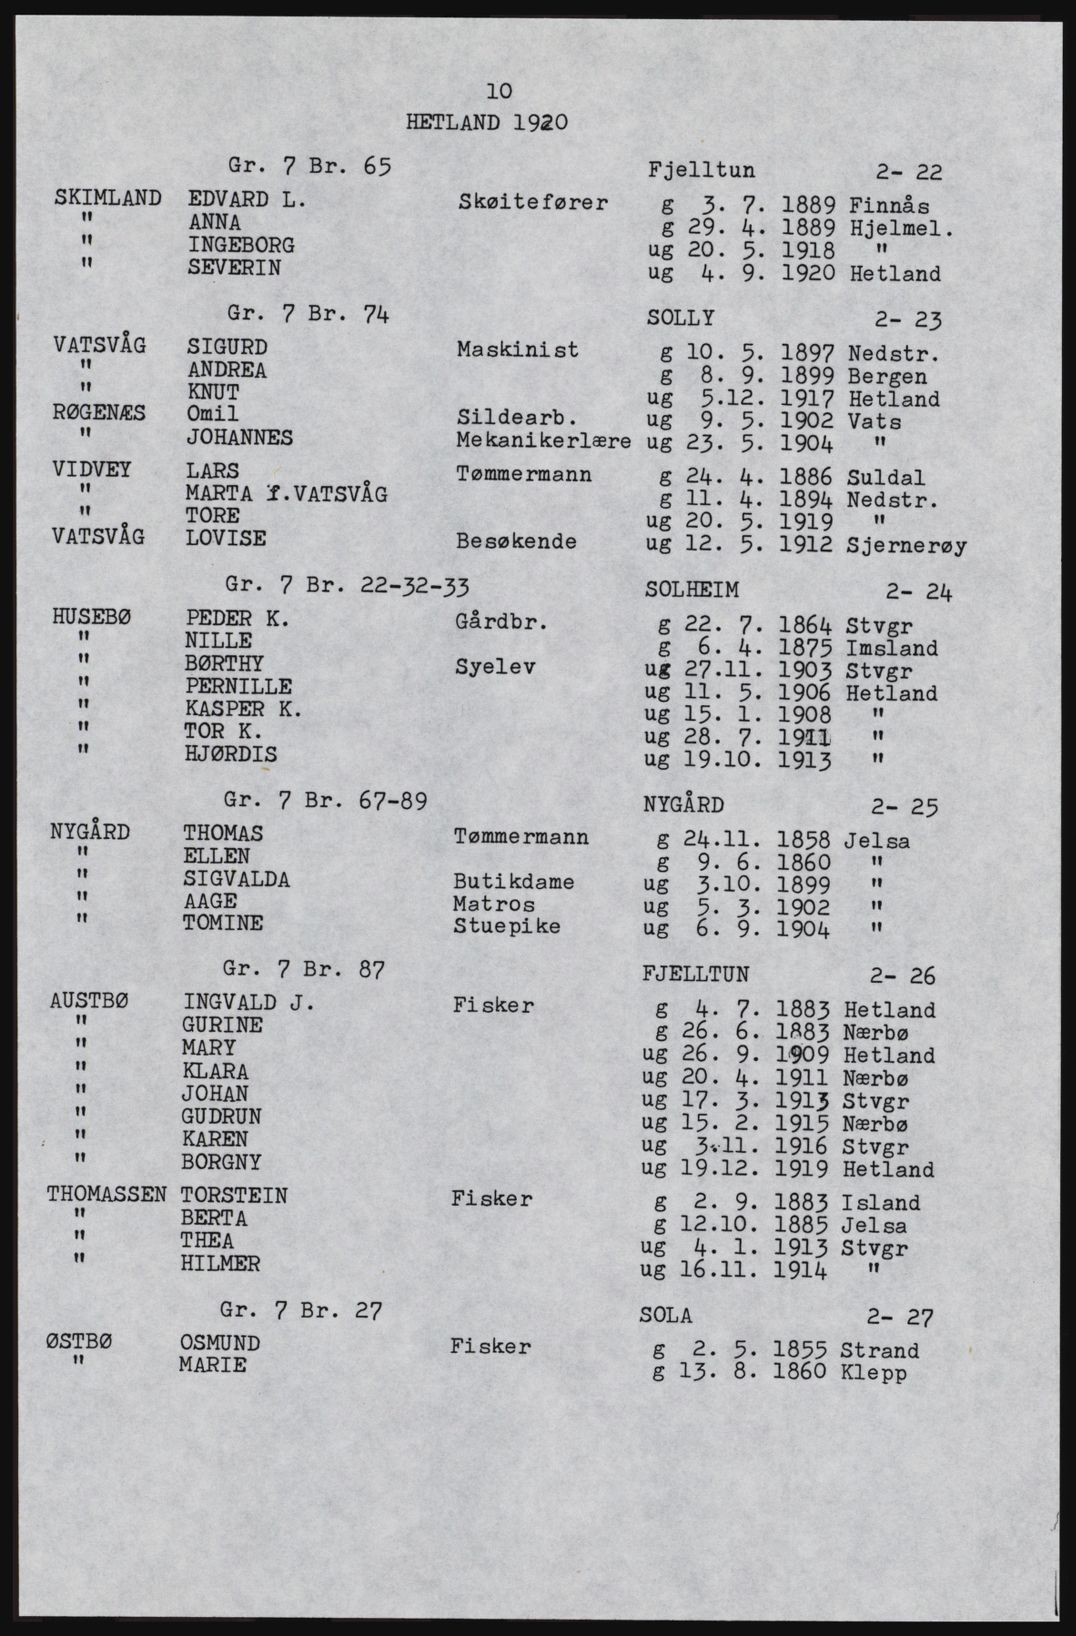 10
HETLAND 1920
Gr. 7 Br. 65 Fjelltun 2- 22
SKIMLAND EDVARD L. Skøitefører g 3. 7. 1889 Finnås
" ANNA g 29. 4. 1889 Hjelmel.
" INGEBORG ug 20. 5. 1918 "
" SEVERIN ug 4. 9. 1920 Hetland
Gr. 7 Br. 74 SOLLY 2- 23
VATSVÅG SIGURD Maskinist g 10. 5. 1897 Nedstr.
" ANDREA g 8. 9. 1899 Bergen
" KNUT ug 5.12. 1917 Hetland
RØGENÆS Omil Sildearb. ug 9. 5. 1902 Vats
" JOHANNES Mekanikerlære ug 23. 5. 1904 "
VIDVEY LARS Tømmermann g 24. 4. 1886 Suldal
" MARTA f.VATSVÅG g 11. 4. 1894 Nedstr.
" TORE ug 20. 5. 1919 "
VATSVÅG LOVISE Besøkende ug 12. 5. 1912 Sjernerøy
Gr. 7 Br. 22-32-33 SOLHEIM 2- 24
HUSEBØ PEDER K. Gårdbr. g 22. 7. 1864 Stvgr
" NILLE g 6. 4. 1875 Imsland
" BØRTHY Syelev ug 27.11. 1903 Stvgr
" PERNILLE ug 11. 5. 1906 Hetland
" KASPER K. ug 15. 1. 1908 "
" TOR K. ug 28. 7. 1911 "
" HJØRDIS ug 19.10. 1913 "
Gr. 7 Br. 67-89 NYGÅRD 2- 25
NYGÅRD THOMAS Tømmermann g 24.11. 1858 Jelsa
" ELLEN g 9. 6. 1860 "
" SIGVALDA Butikdame ug 3.10. 1899 "
" AAGE Matros ug 5. 3. 1902 "
" TOMINE Stuepike ug 6. 9. 1904 "
Gr. 7 Br. 87 FJELLTUN 2- 26
AUSTBØ INGVALD J. Fisker g 4. 7. 1883 Hetland
" GURINE g 26. 6. 1883 Nærbø
" MARY ug 26. 9. 1909 Hetland
" KLARA ug 20. 4. 1911 Nærbø
" JOHAN ug 17. 3. 1913 Stvgr
" GUDRUN ug 15. 2. 1915 Nærbø
" KAREN ug 3.11. 1916 Stvgr
" BORGNY ug 19.12. 1919 Hetland
THOMASSEN TORSTEIN Fisker g 2. 9. 1883 Island
" BERTA g 12.10. 1885 Jelsa
" THEA ug 4. 1. 1913 Stvgr
" HILMER ug 16.11. 1914 "
Gr. 7 Br. 27 SOLA 2- 27
ØSTBØ OSMUND Fisker g 2. 5. 1855 Strand
" MARIE g 13. 8. 1860 Klepp